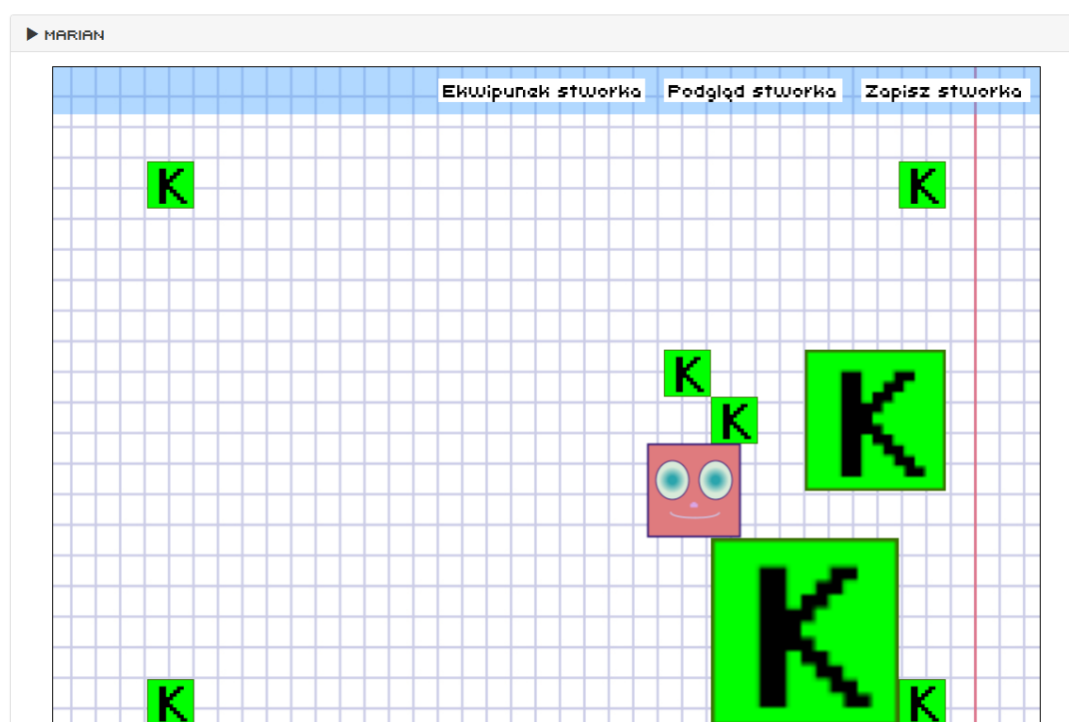 MARIAN
Ekwipunek stworka Podgląd stworka Zapisz stworka
K K
K
K
K
K
K K